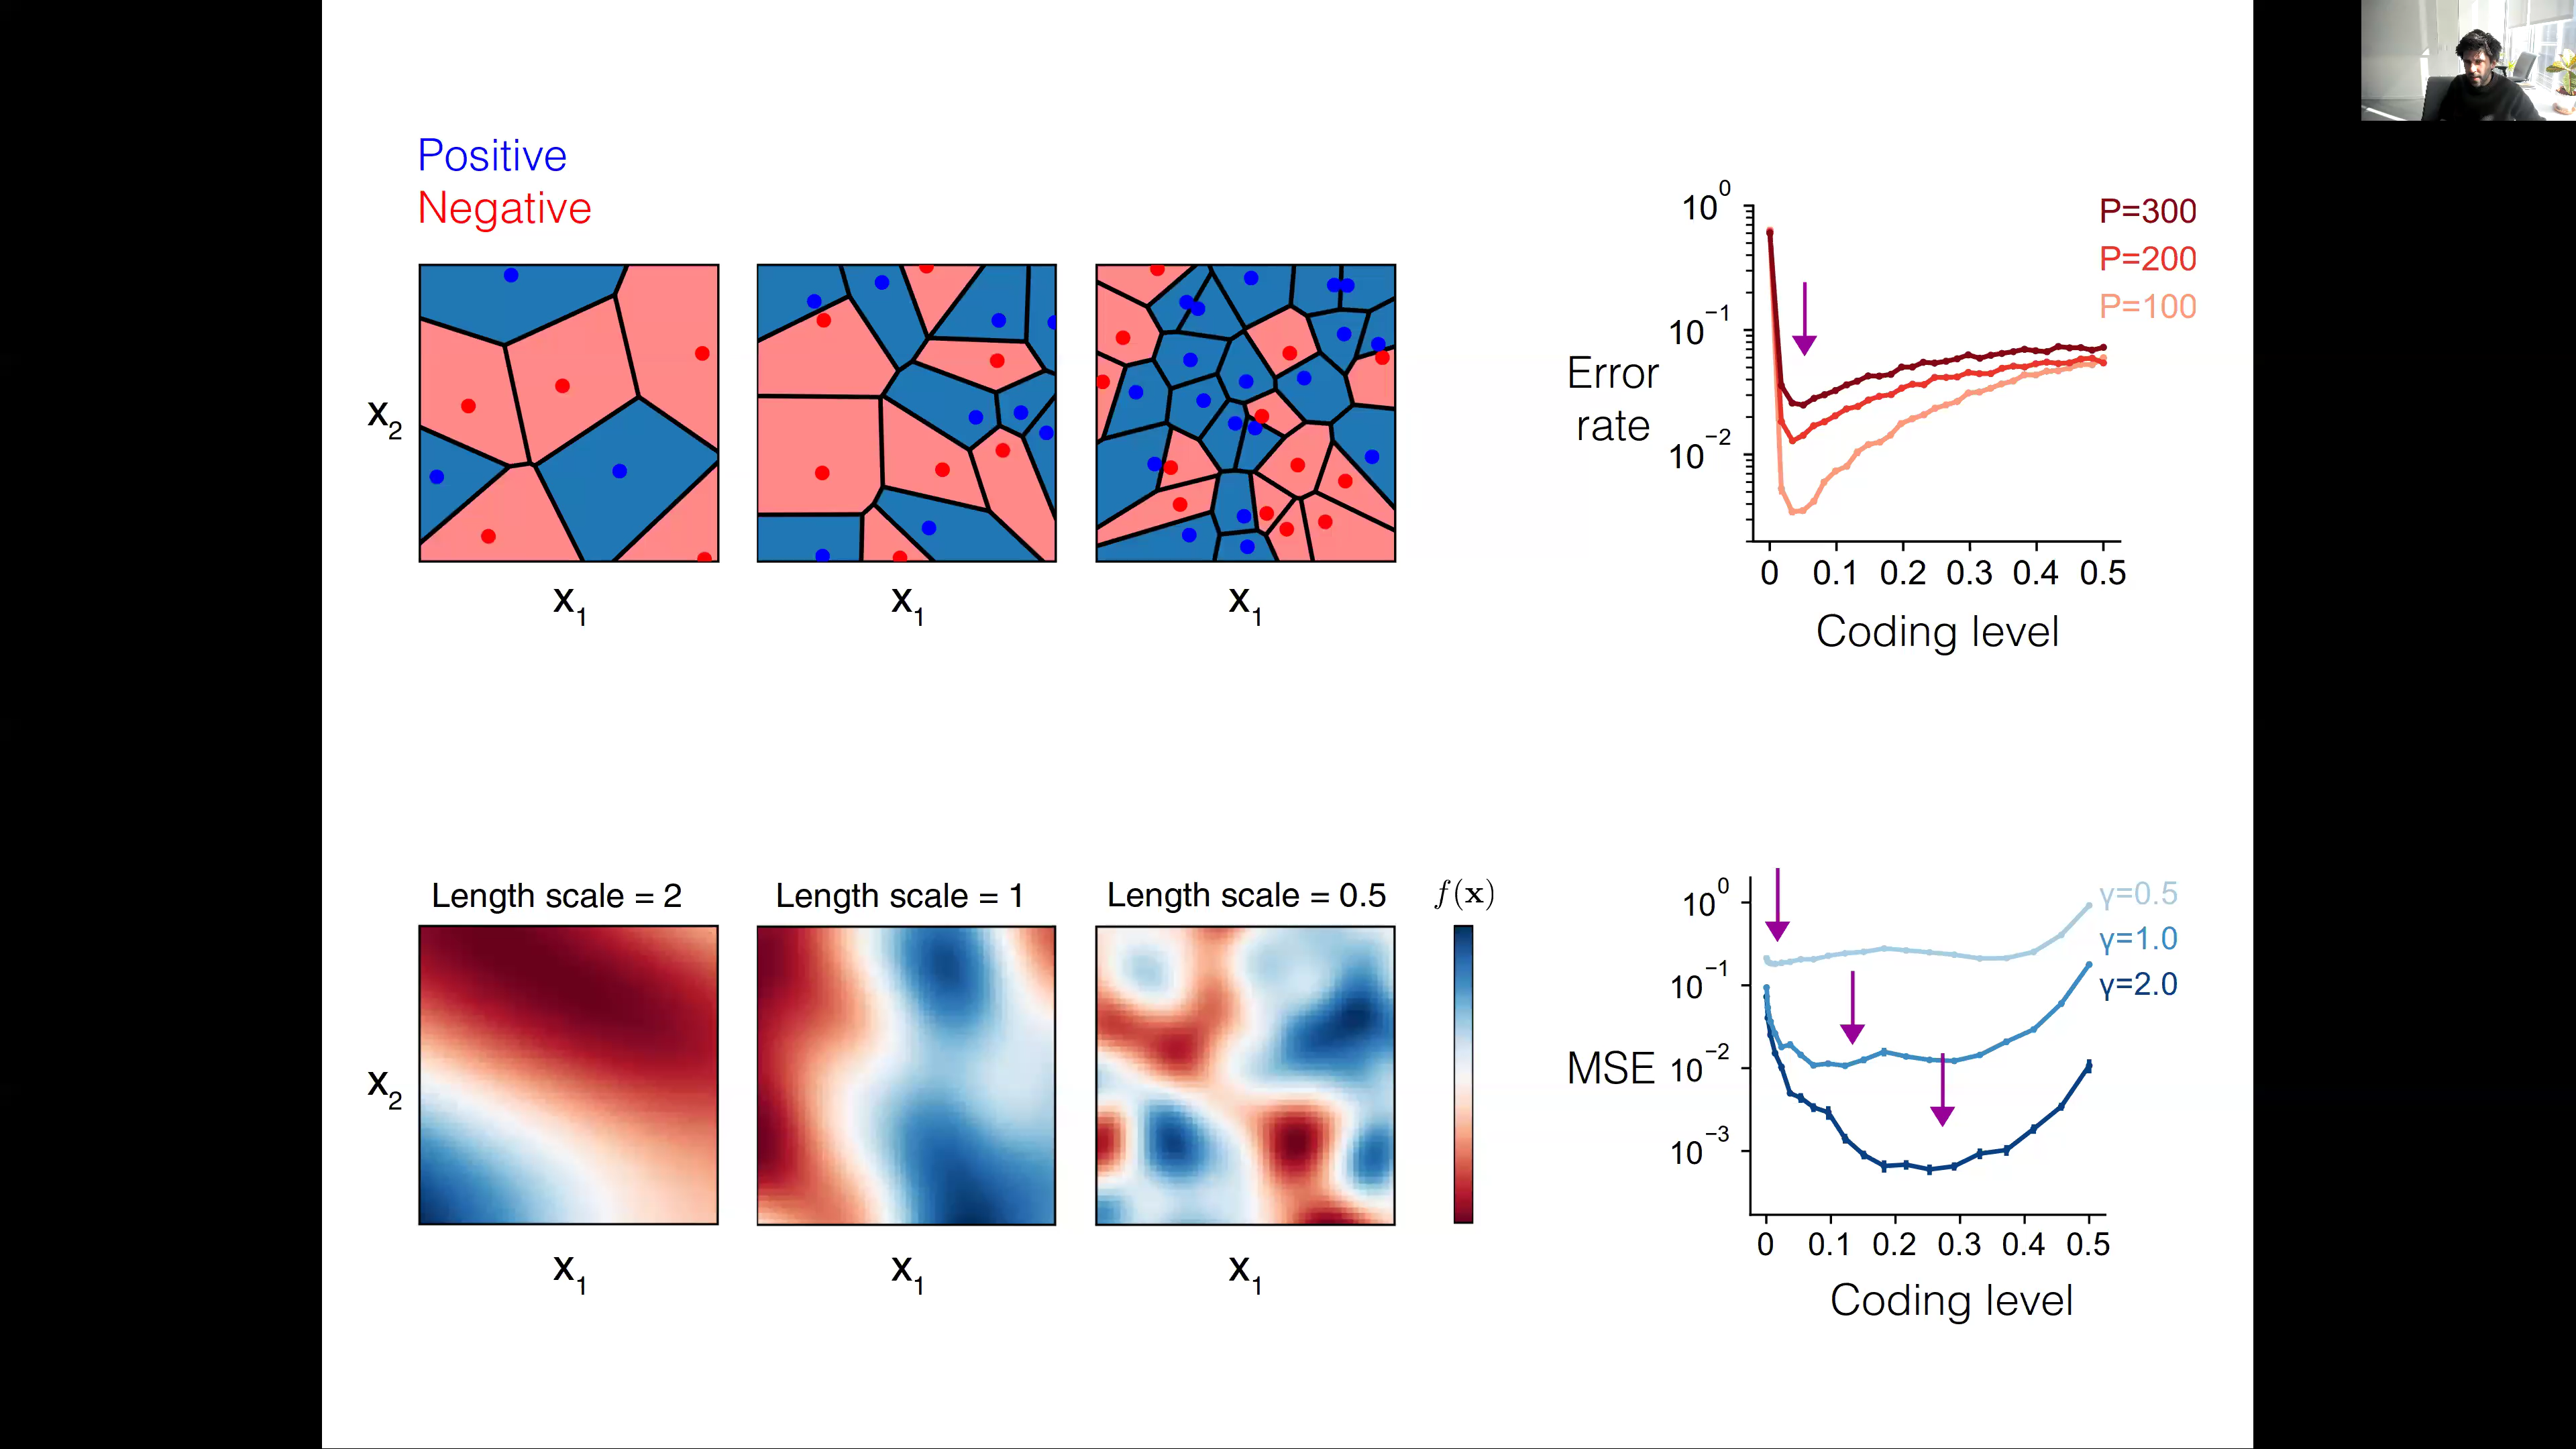 Positive
Negative
x2
x1
x1
x1
Error
rate
10^0
10^−1
10^−2
P=300
P=200
P=100
0 0.1 0.2 0.3 0.4 0.5
Coding level
Length scale = 2
Length scale = 1
Length scale = 0.5
f(x)
x2
x1
x1
x1
MSE
10^0
10^−1
10^−2
10^−3
γ=0.5
γ=1.0
γ=2.0
0 0.1 0.2 0.3 0.4 0.5
Coding level